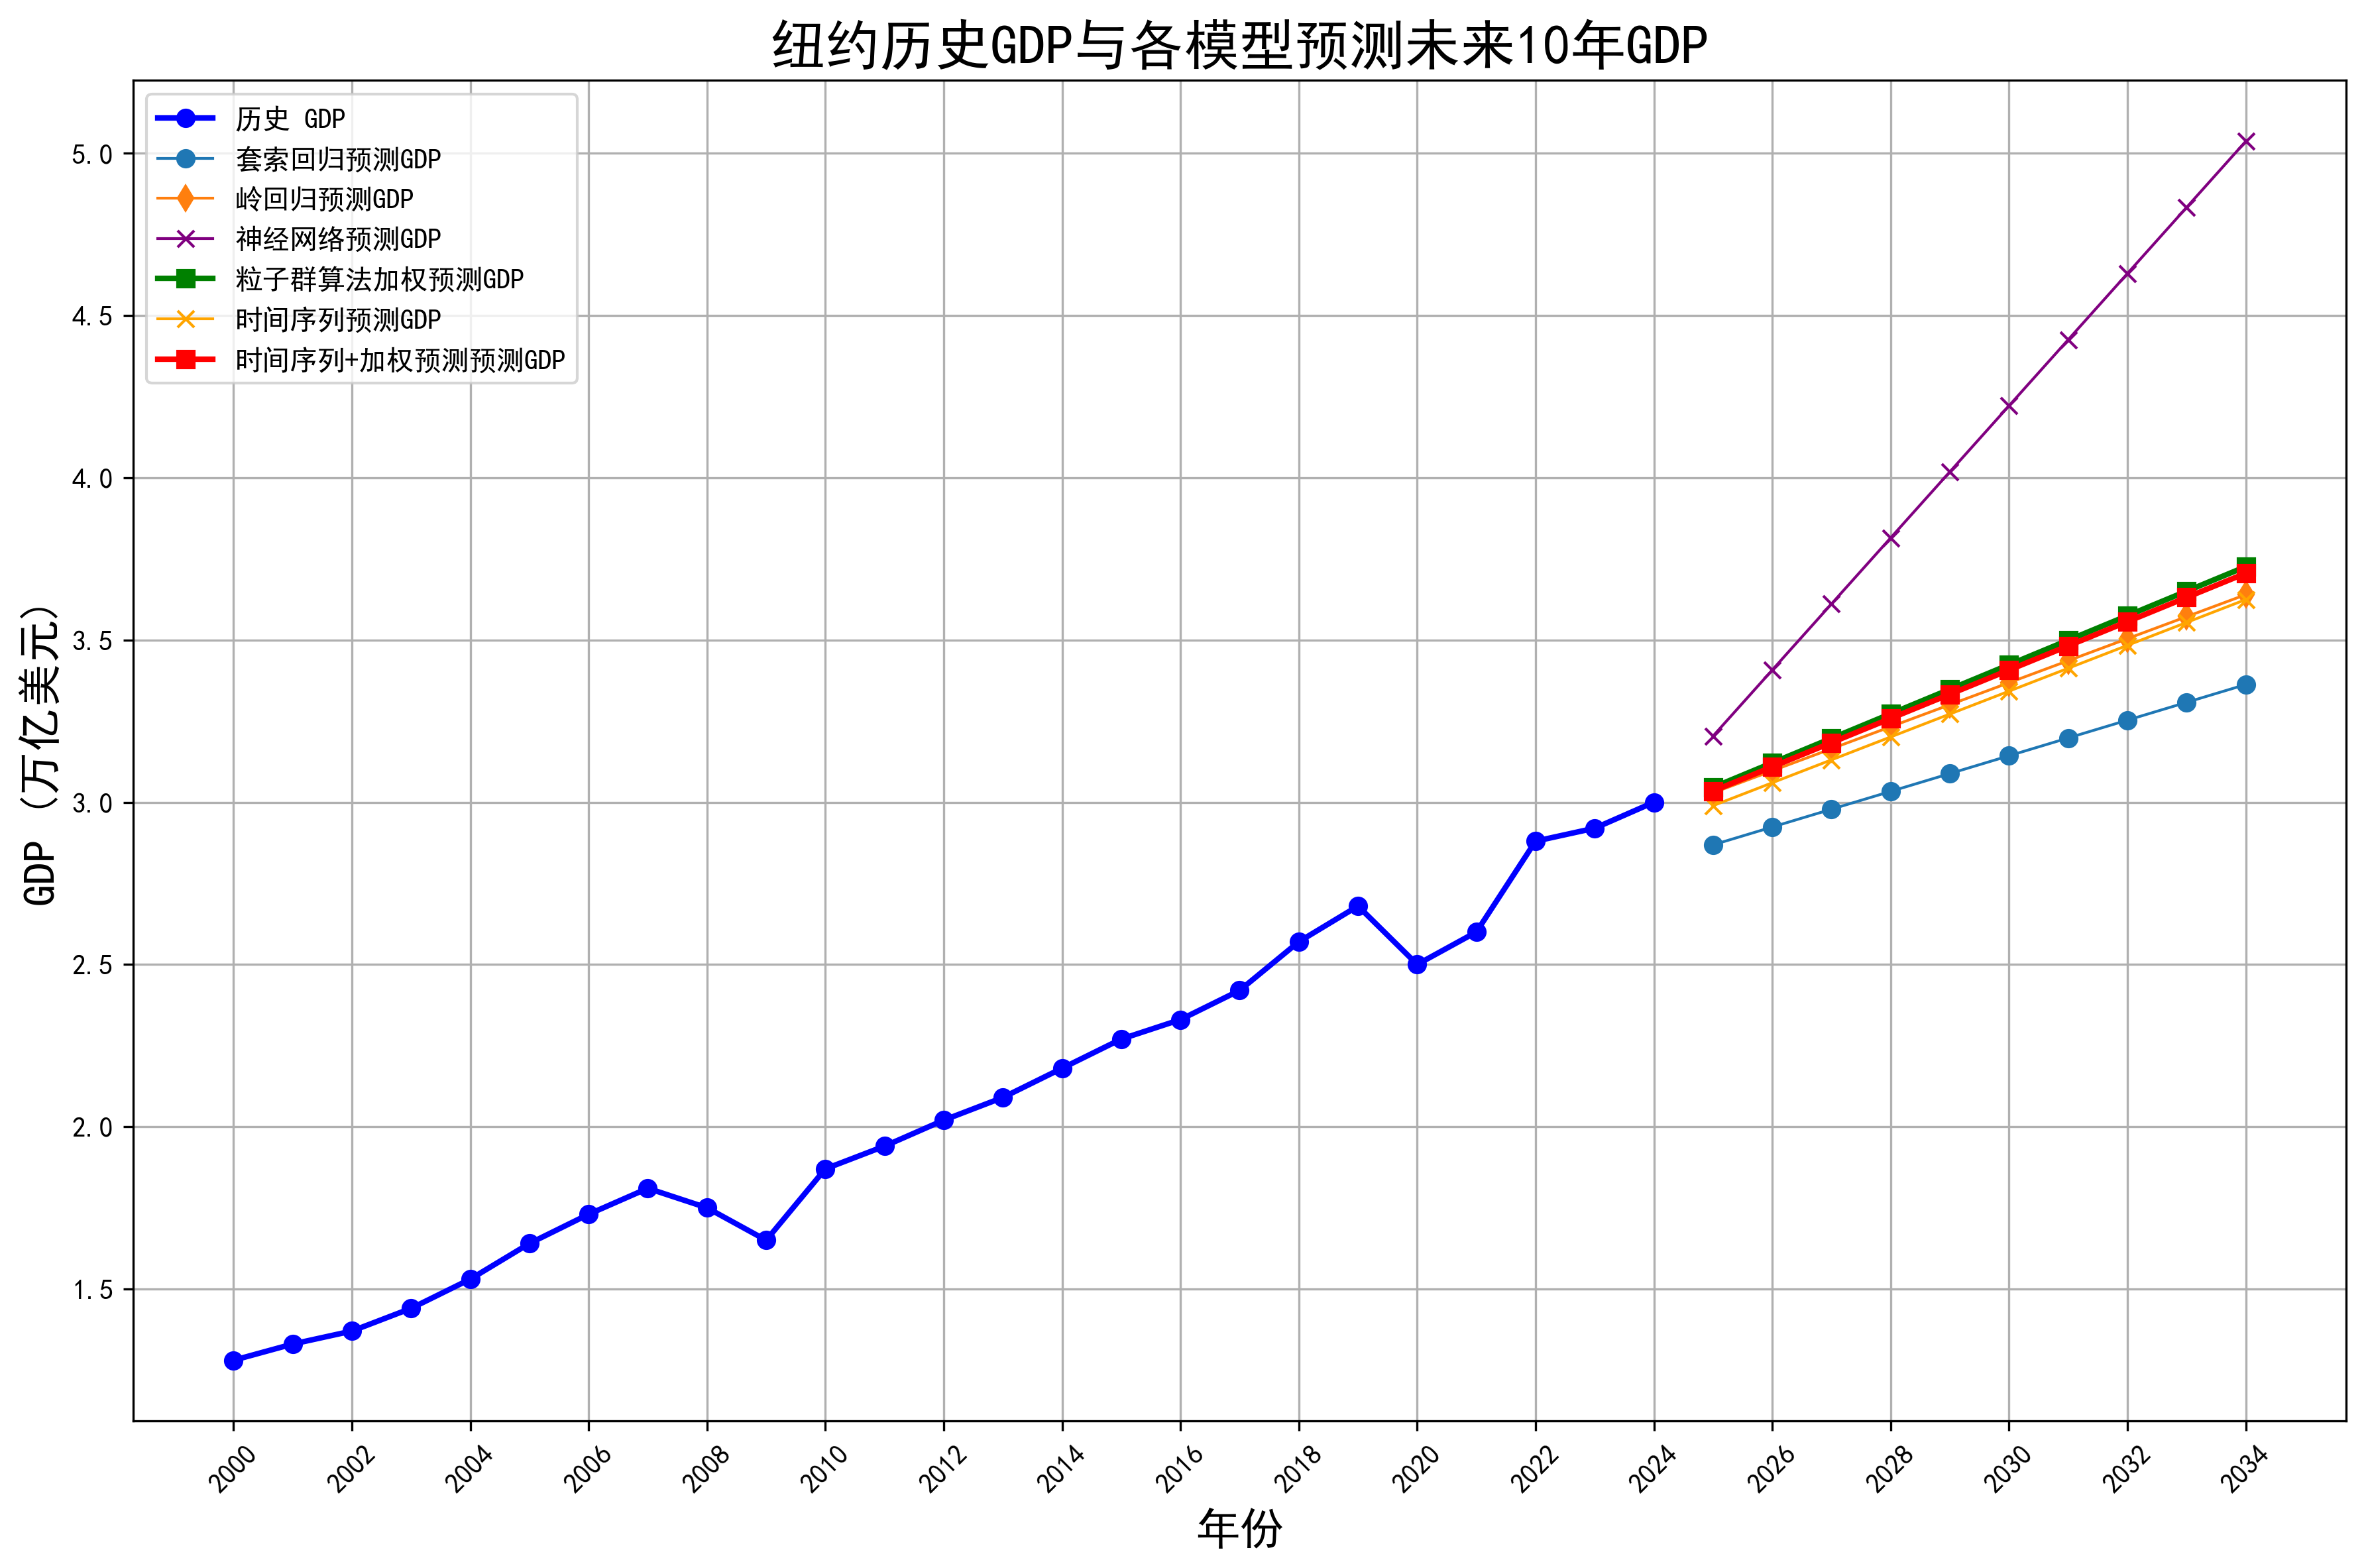 纽约历史GDP与各模型预测未来10年GDP
历史 GDP
套索回归预测GDP
岭回归预测GDP
神经网络预测GDP
粒子群算法加权预测GDP
时间序列预测GDP
时间序列+加权预测预测GDP
GDP (万亿美元)
5.0
4.5
4.0
3.5
3.0
2.5
2.0
1.5
2000 2002 2004 2006 2008 2010 2012 2014 2016 2018 2020 2022 2024 2026 2028 2030 2032 2034
年份